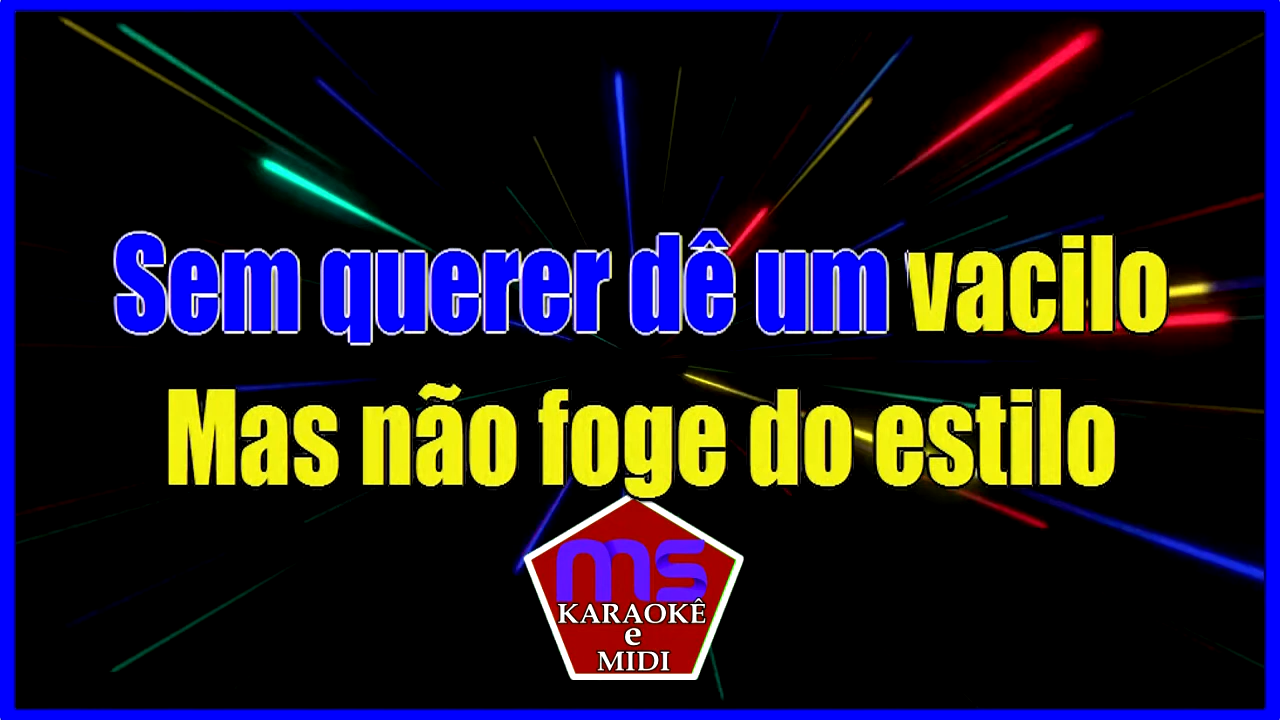 Sem querer dê um vacilo
Mas não foge do estilo
ms
KARAOKÊ
e
MIDI